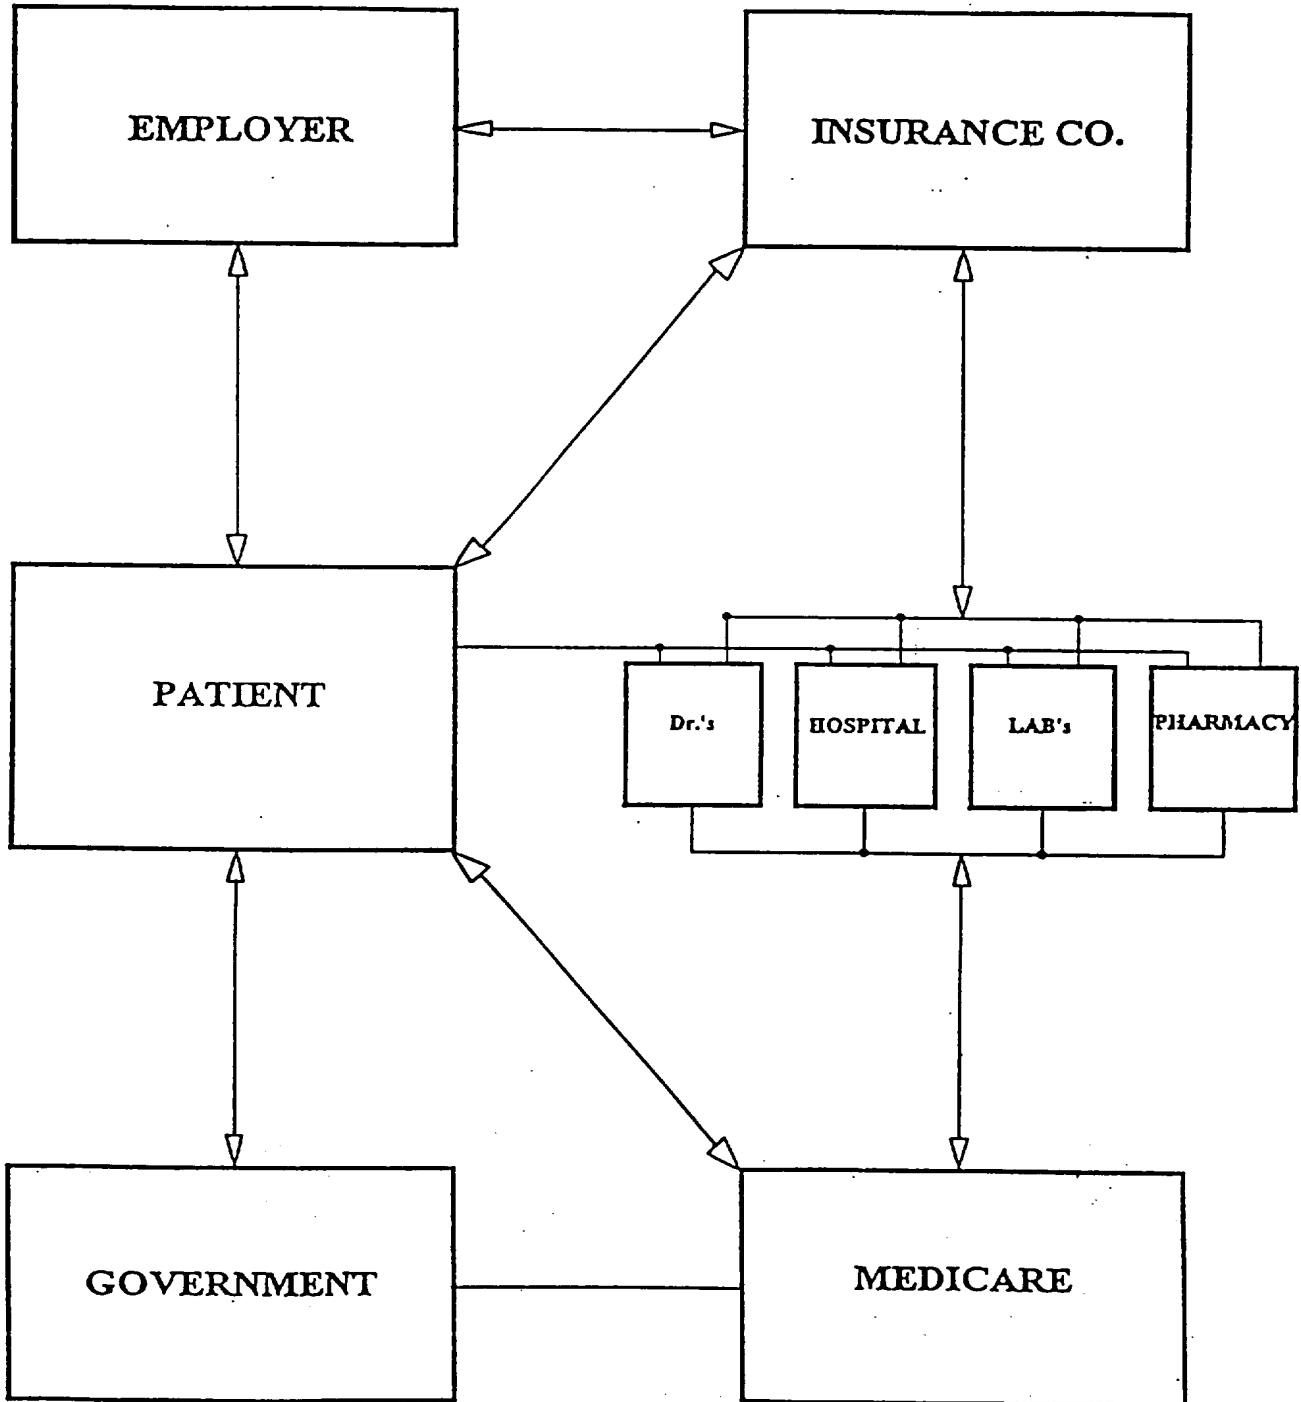 EMPLOYER
INSURANCE CO.
PATIENT
Dr.'s
HOSPITAL
LAB's
PHARMACY
GOVERNMENT
MEDICARE